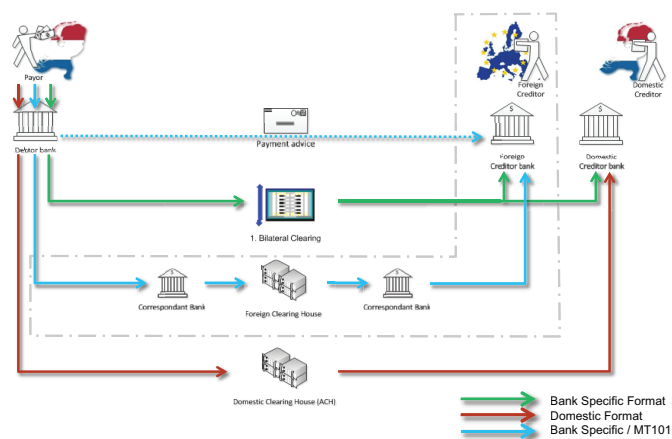 Payor
Foreign
Creditor
Domestic
Creditor
$
$
$
Debtor bank
Payment advice
Foreign
Creditor bank
Domestic
Creditor bank
1. Bilateral Clearing
$
$
Correspondant Bank
Foreign Clearing House
Correspondant Bank
Domestic Clearing House (ACH)
Bank Specific Format
Domestic Format
Bank Specific / MT101